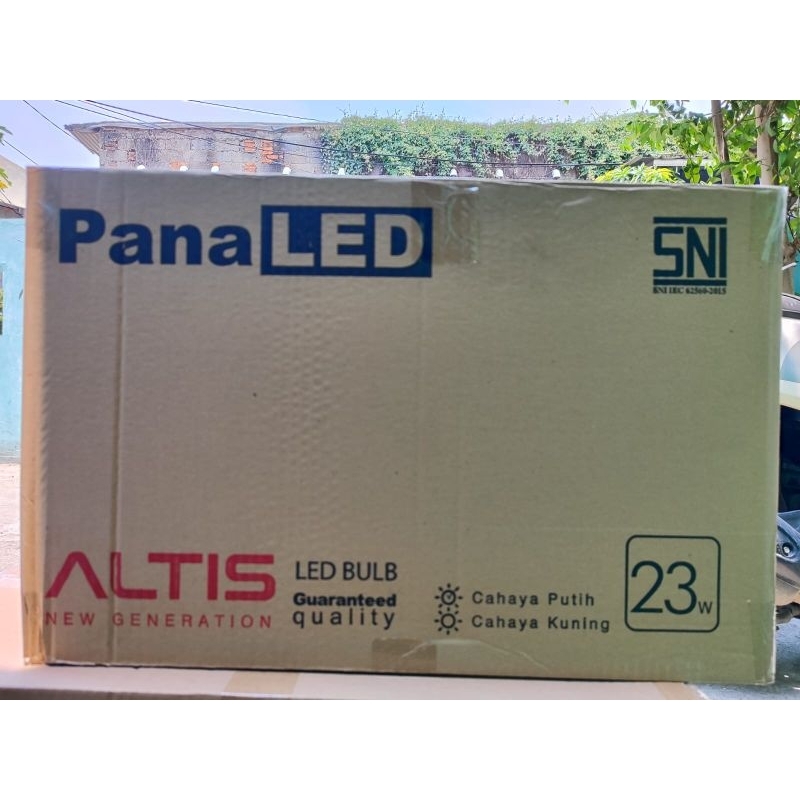 PanaLED
SNI
SNI IEC 62560-2015
ALTIS
NEW GENERATION
LED BULB
Guaranteed
quality
Cahaya Putih
Cahaya Kuning
23W